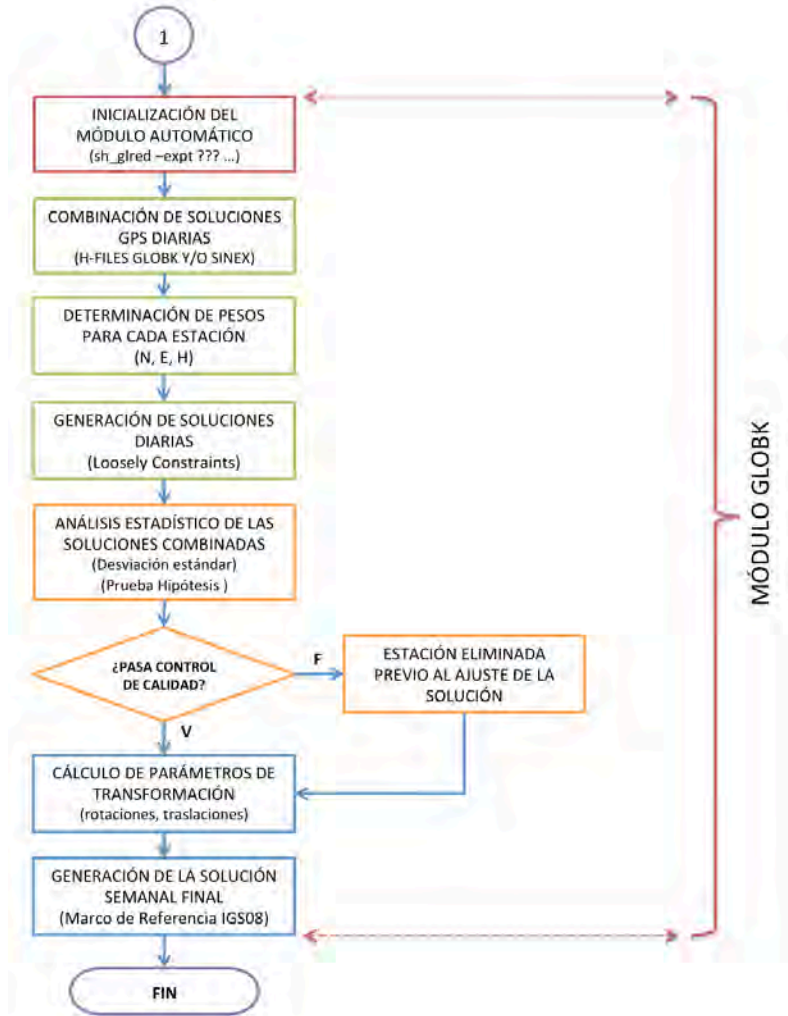 1
INICIALIZACIÓN DEL
MÓDULO AUTOMÁTICO
(sh_glred –expt ??? ...)
COMBINACIÓN DE SOLUCIONES
GPS DIARIAS
(H-FILES GLOBK Y/O SINEX)
DETERMINACIÓN DE PESOS
PARA CADA ESTACIÓN
(N, E, H)
GENERACIÓN DE SOLUCIONES
DIARIAS
(Loosely Constraints)
ANÁLISIS ESTADÍSTICO DE LAS
SOLUCIONES COMBINADAS
(Desviación estándar)
(Prueba Hipótesis )
¿PASA CONTROL
DE CALIDAD?
F
ESTACIÓN ELIMINADA
PREVIO AL AJUSTE DE LA
SOLUCIÓN
V
CÁLCULO DE PARÁMETROS DE
TRANSFORMACIÓN
(rotaciones, traslaciones)
GENERACIÓN DE LA SOLUCIÓN
SEMANAL FINAL
(Marco de Referencia IGS08)
FIN
MÓDULO GLOBK